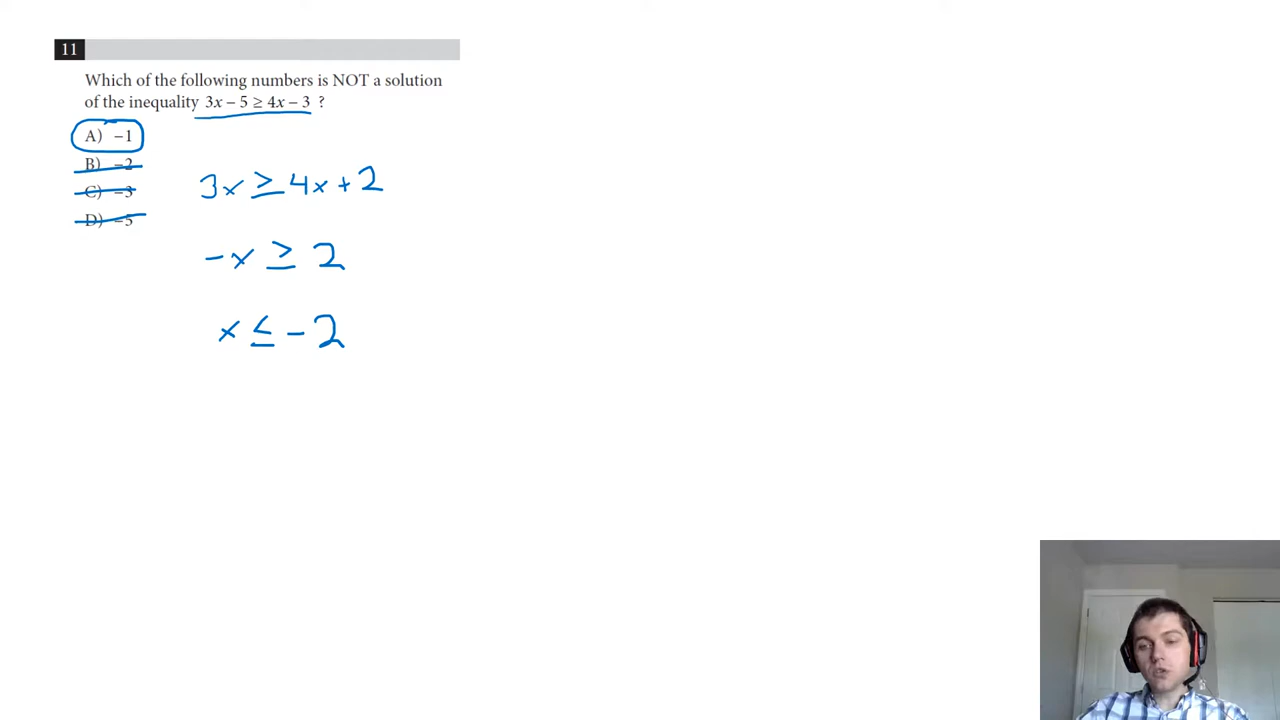 11
Which of the following numbers is NOT a solution
of the inequality 3x – 5 ≥ 4x – 3 ?
A) –1
B) –2
C) –3
D) –5
3x ≥ 4x + 2
-x ≥ 2
x ≤ -2